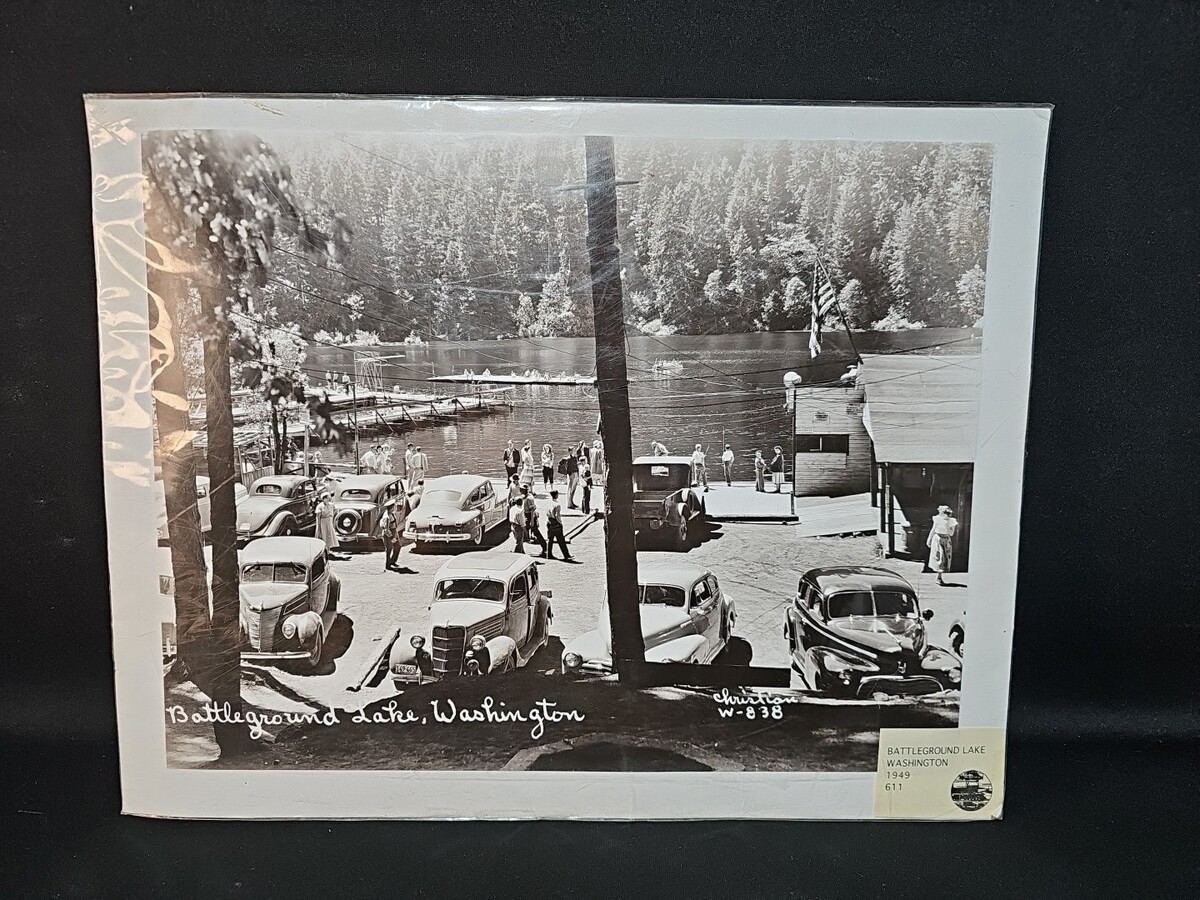 Battleground Lake, Washington
Christian
W-838
BATTLEGROUND LAKE
WASHINGTON
1949
611